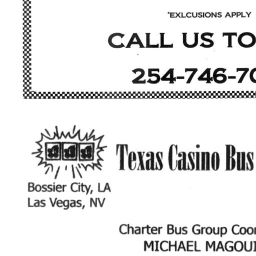 *EXLCUSIONS APPLY
CALL US TO
254-746-70
Texas Casino Bus
Bossier City, LA
Las Vegas, NV
Charter Bus Group Coor
MICHAEL MAGOUI